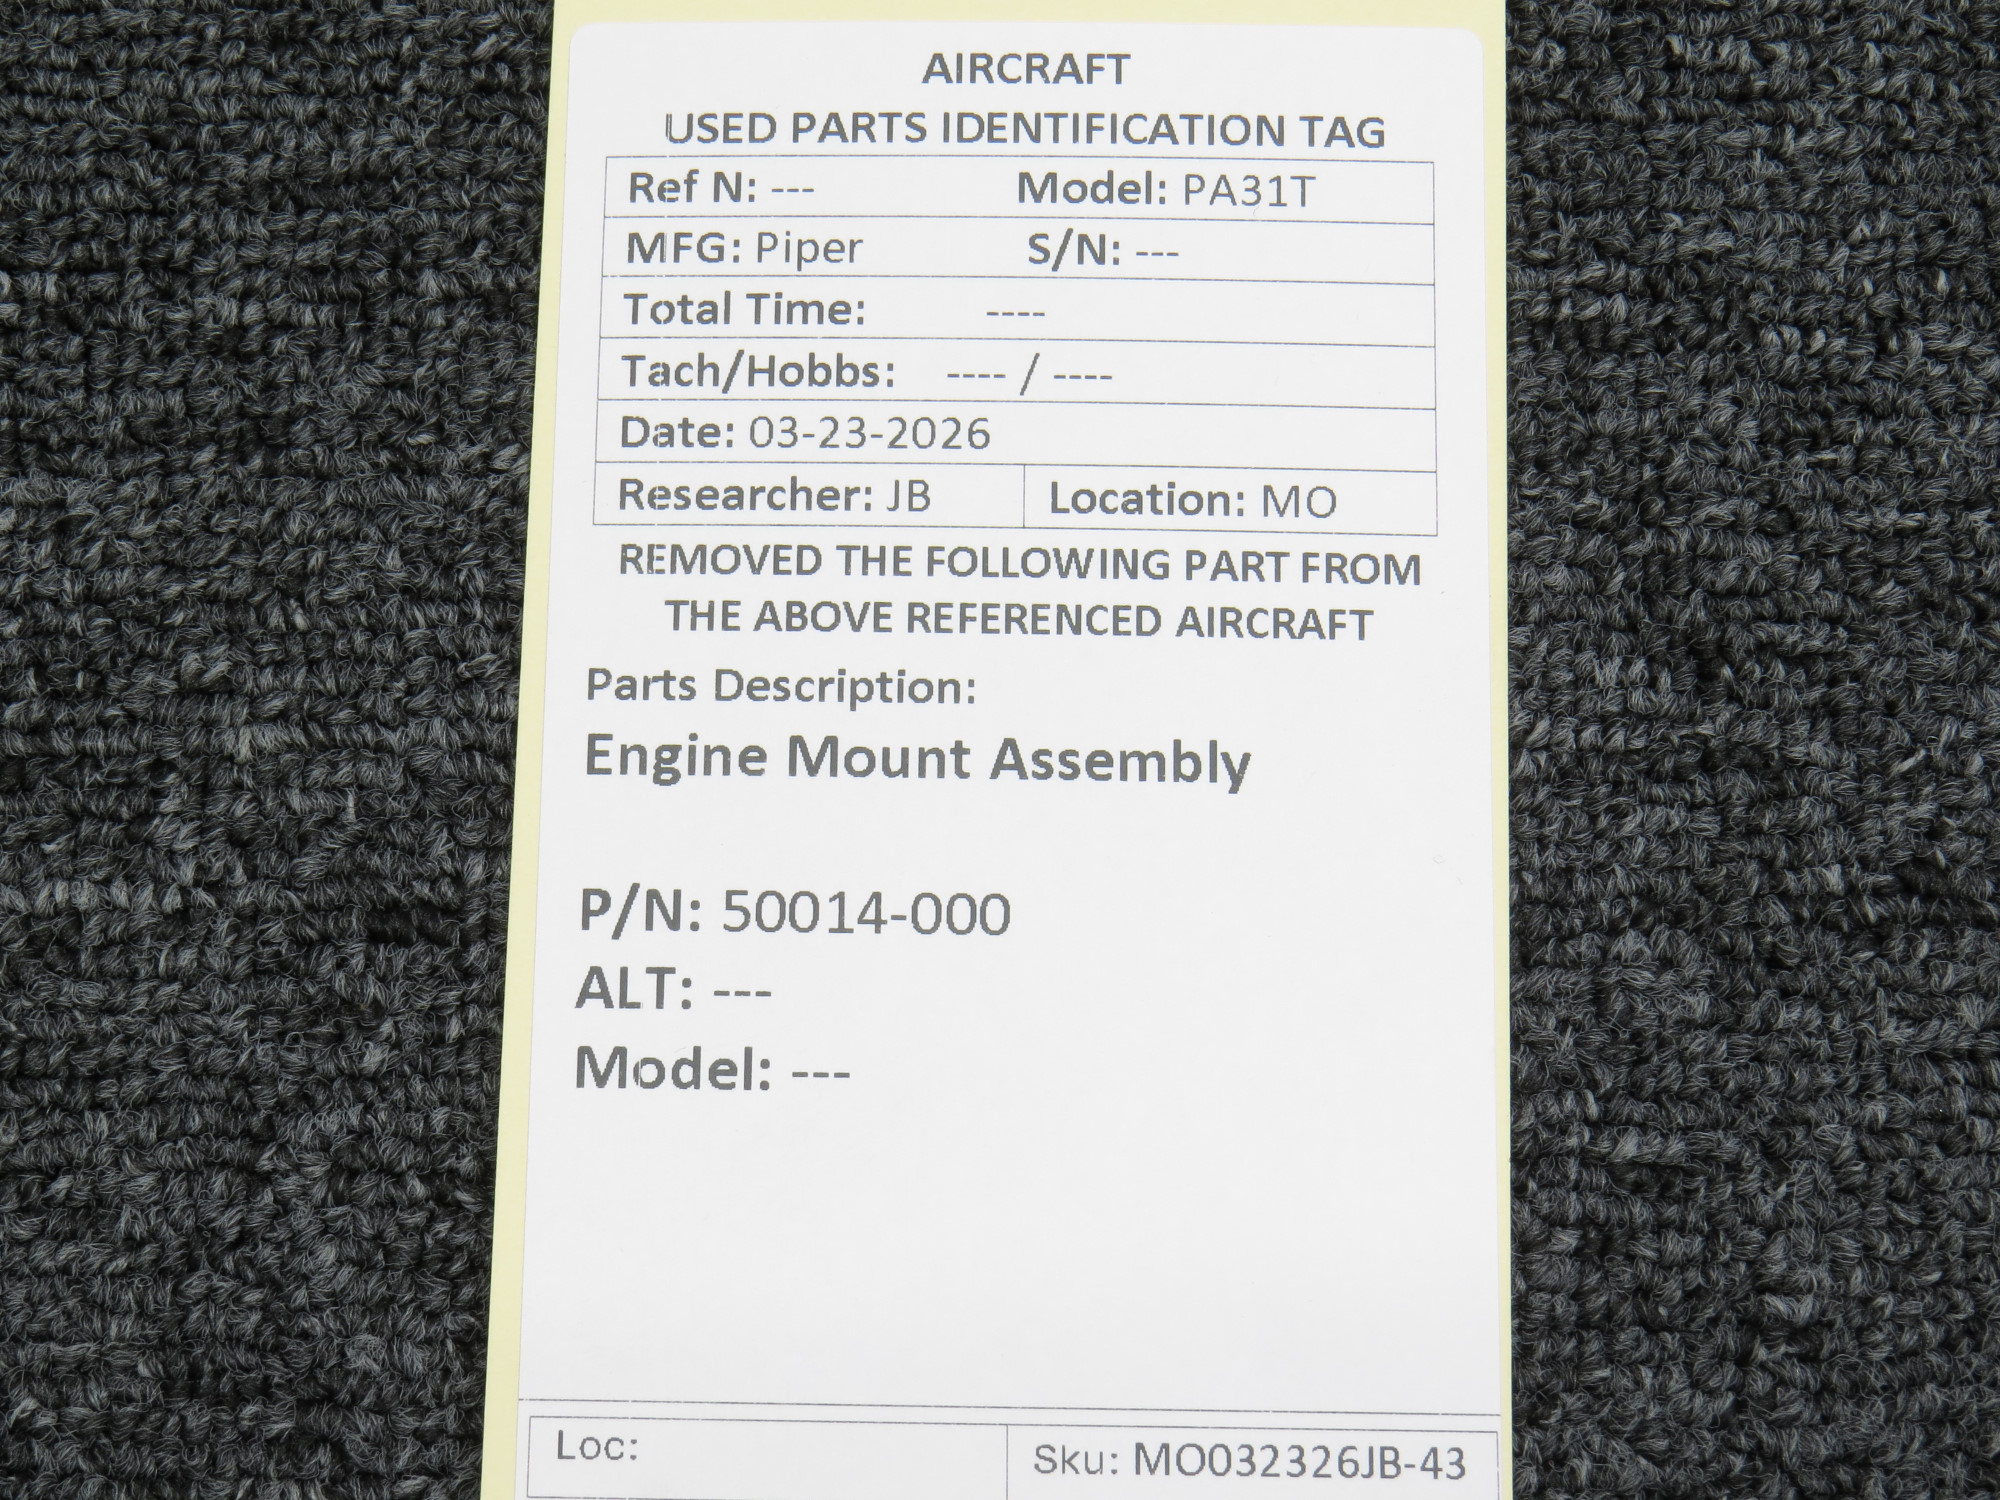 AIRCRAFT
USED PARTS IDENTIFICATION TAG
Ref N: --- Model: PA31T
MFG: Piper S/N: ---
Total Time: ----
Tach/Hobbs: ---- / ----
Date: 03-23-2026
Researcher: JB Location: MO
REMOVED THE FOLLOWING PART FROM
THE ABOVE REFERENCED AIRCRAFT
Parts Description:
Engine Mount Assembly
P/N: 50014-000
ALT: ---
Model: ---
Loc: Sku: MO032326JB-43